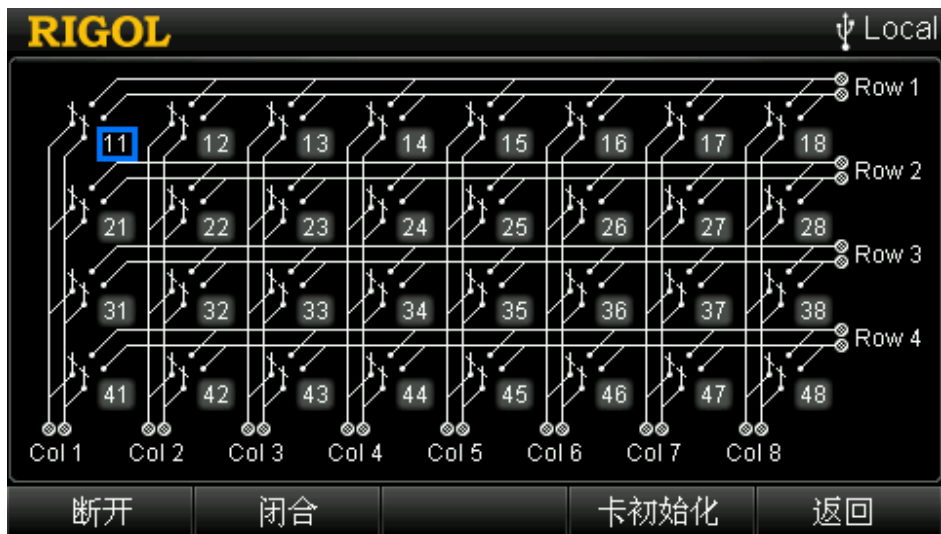 RIGOL Local
Row 1
11 12 13 14 15 16 17 18
Row 2
21 22 23 24 25 26 27 28
Row 3
31 32 33 34 35 36 37 38
Row 4
41 42 43 44 45 46 47 48
Col 1 Col 2 Col 3 Col 4 Col 5 Col 6 Col 7 Col 8
断开 闭合 卡初始化 返回